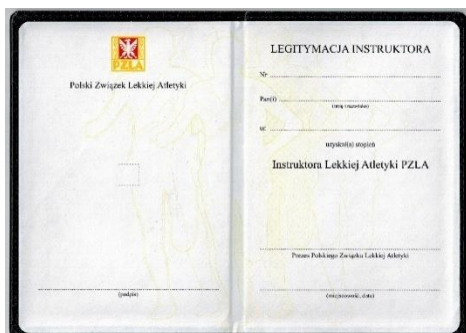 PZLA
Polski Związek Lekkiej Atletyki
(podpis)
LEGITYMACJA INSTRUKTORA
Nr
Pan(i)
(imię i nazwisko)
ur.
uzyskał(a) stopień
Instruktora Lekkiej Atletyki PZLA
Prezes Polskiego Związku Lekkiej Atletyki
(miejscowość, data)